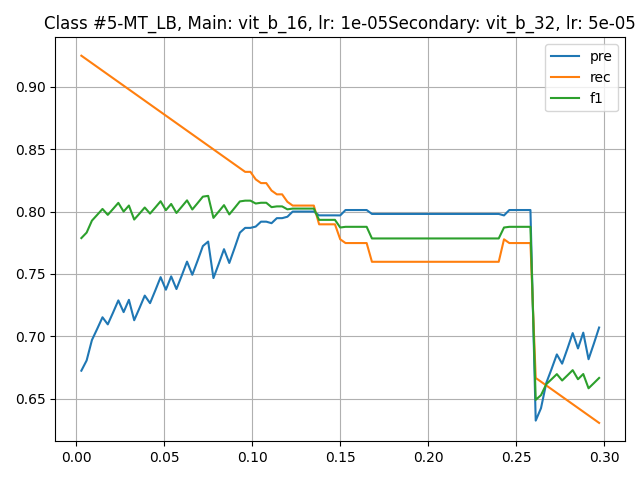 Class #5-MT_LB, Main: vit_b_16, lr: 1e-05Secondary: vit_b_32, lr: 5e-05
pre
rec
f1
0.90
0.85
0.80
0.75
0.70
0.65
0.00 0.05 0.10 0.15 0.20 0.25 0.30